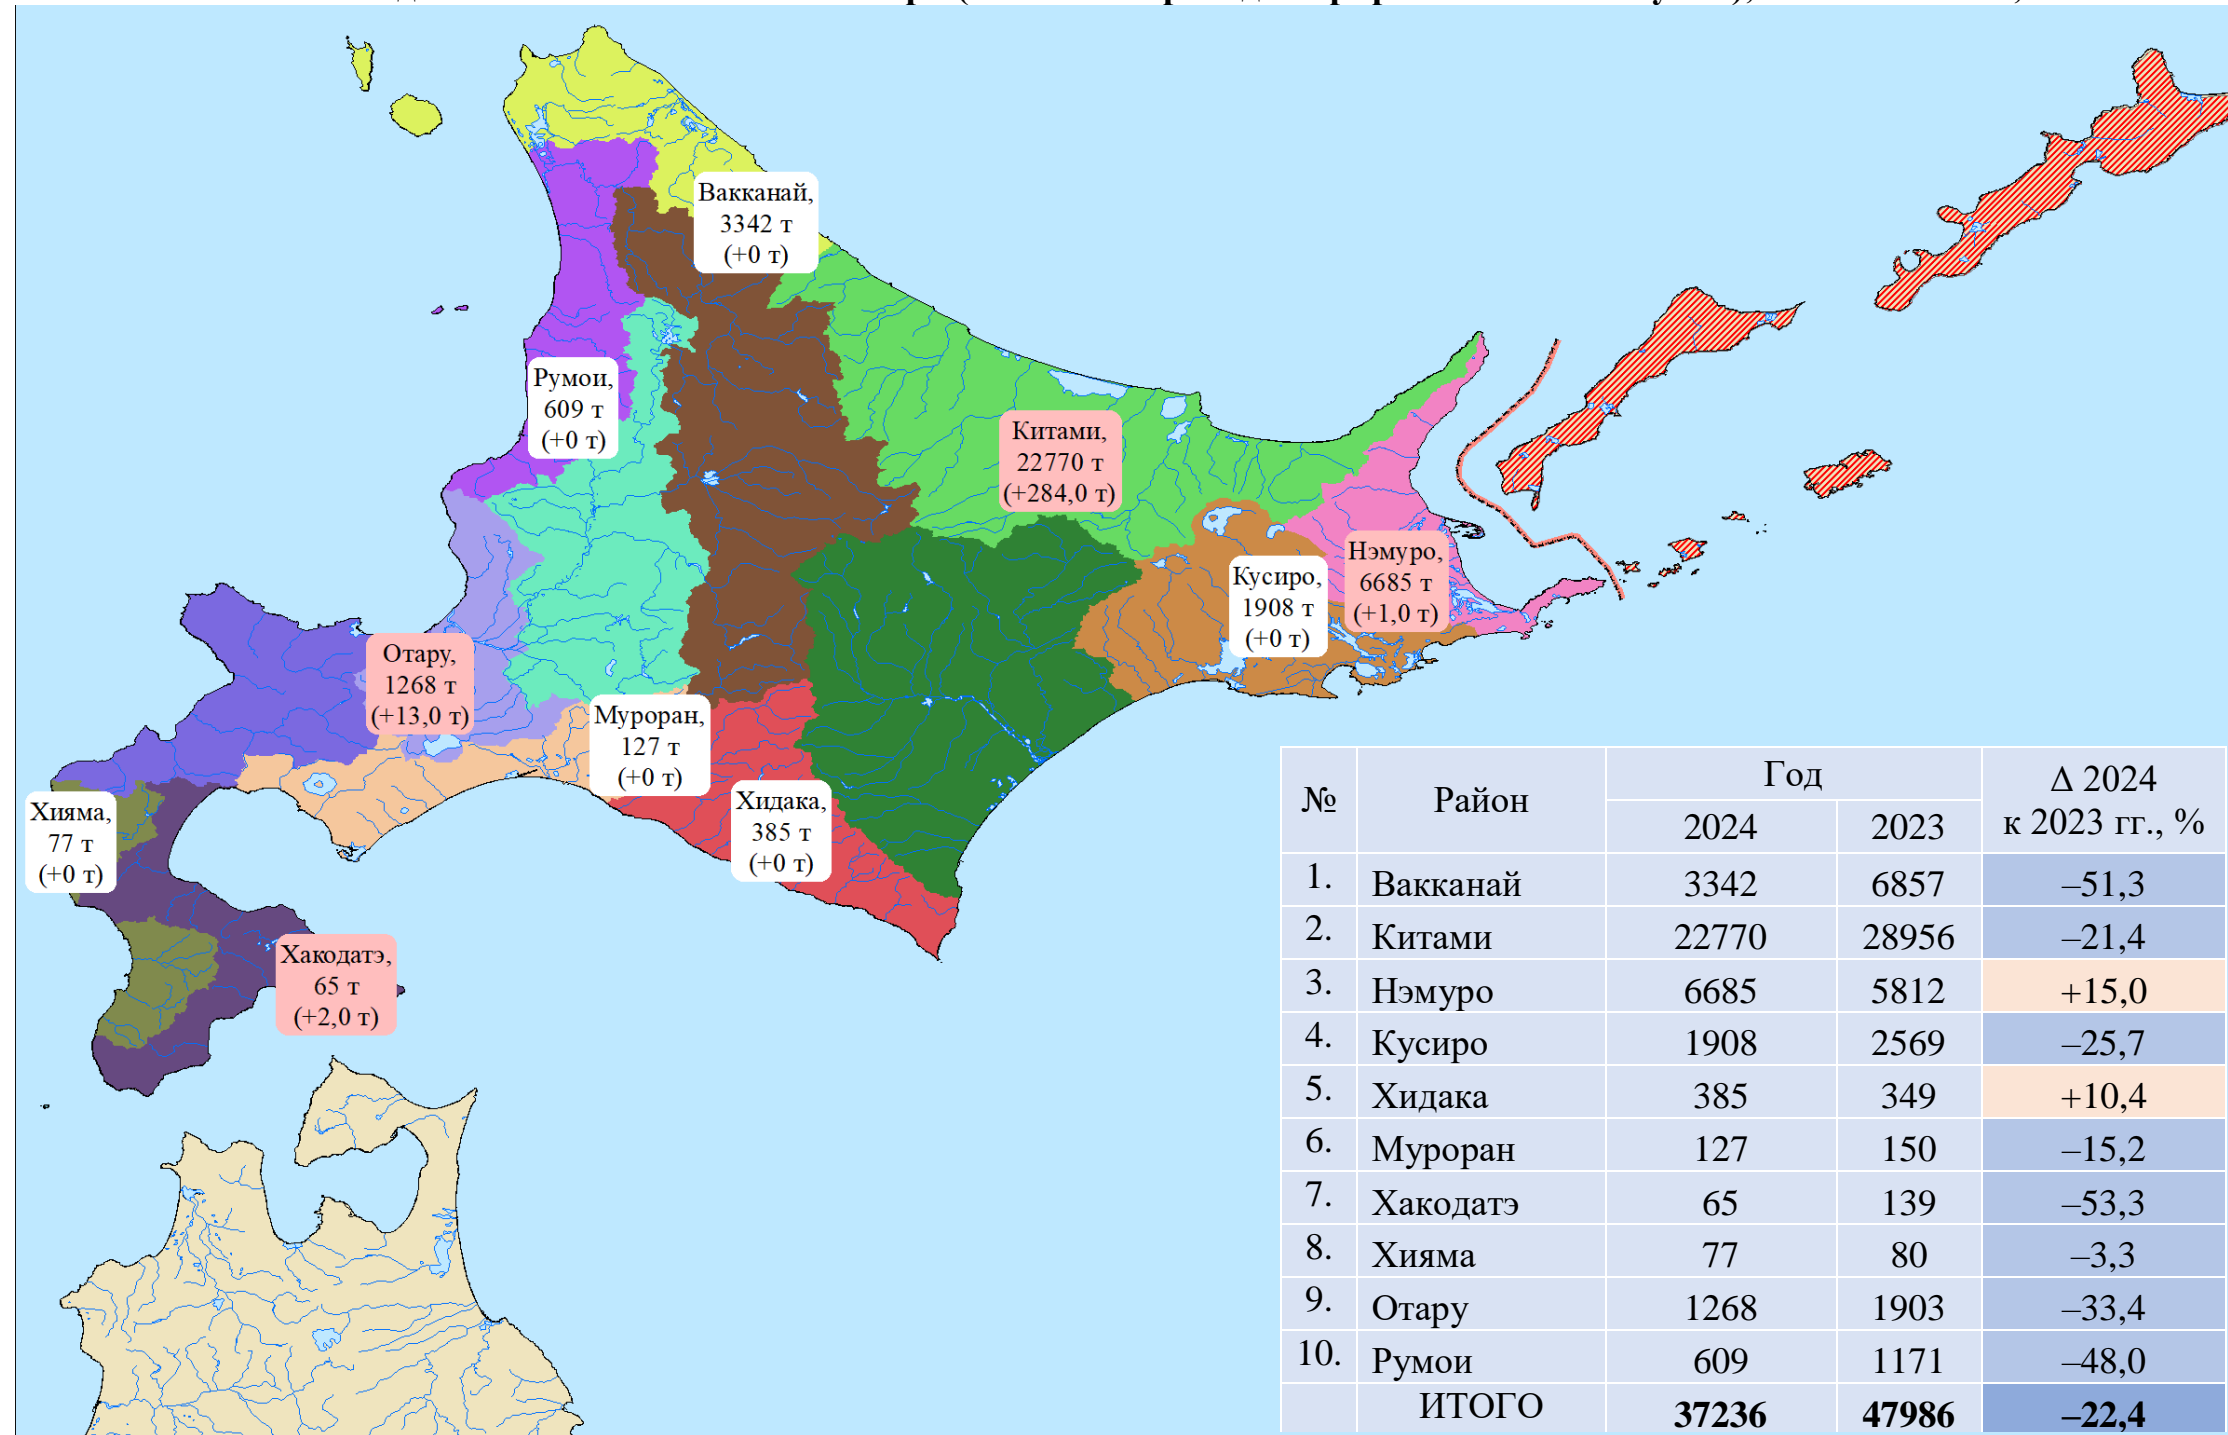 Вакканай,
3342 т
(+0 т)
Румои,
609 т
(+0 т)
Китами,
22770 т
(+284,0 т)
Нэмуро,
6685 т
(+1,0 т)
Кусиро,
1908 т
(+0 т)
Отару,
1268 т
(+13,0 т)
Муроран,
127 т
(+0 т)
Хидака,
385 т
(+0 т)
Хияма,
77 т
(+0 т)
Хакодатэ,
65 т
(+2,0 т)
№ Район Год Δ 2024
2024 2023 к 2023 гг., %
1. Вакканай 3342 6857 –51,3
2. Китами 22770 28956 –21,4
3. Нэмуро 6685 5812 +15,0
4. Кусиро 1908 2569 –25,7
5. Хидака 385 349 +10,4
6. Муроран 127 150 –15,2
7. Хакодатэ 65 139 –53,3
8. Хияма 77 80 –3,3
9. Отару 1268 1903 –33,4
10. Румои 609 1171 –48,0
ИТОГО 37236 47986 –22,4